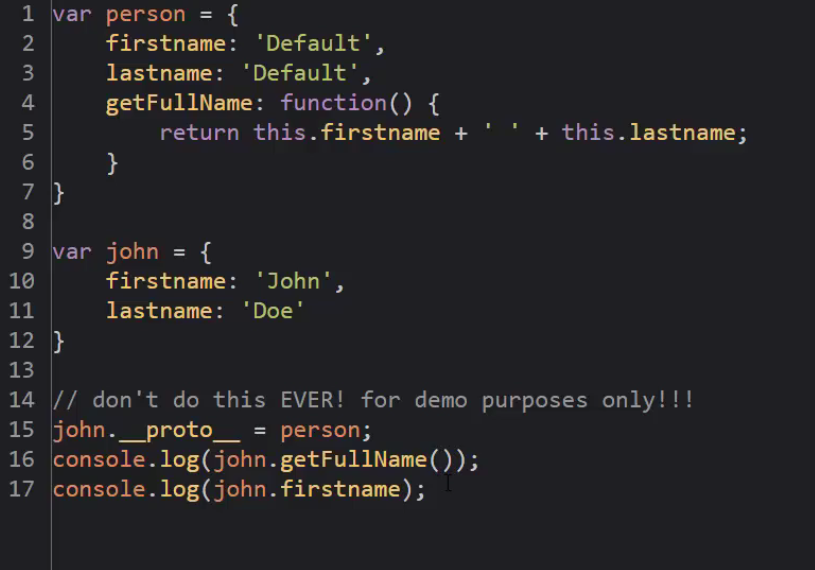 1 var person = {
2     firstname: 'Default',
3     lastname: 'Default',
4     getFullName: function() {
5         return this.firstname + ' ' + this.lastname;
6     }
7 }
8
9 var john = {
10     firstname: 'John',
11     lastname: 'Doe'
12 }
13
14 // don't do this EVER! for demo purposes only!!!
15 john.__proto__ = person;
16 console.log(john.getFullName());
17 console.log(john.firstname);